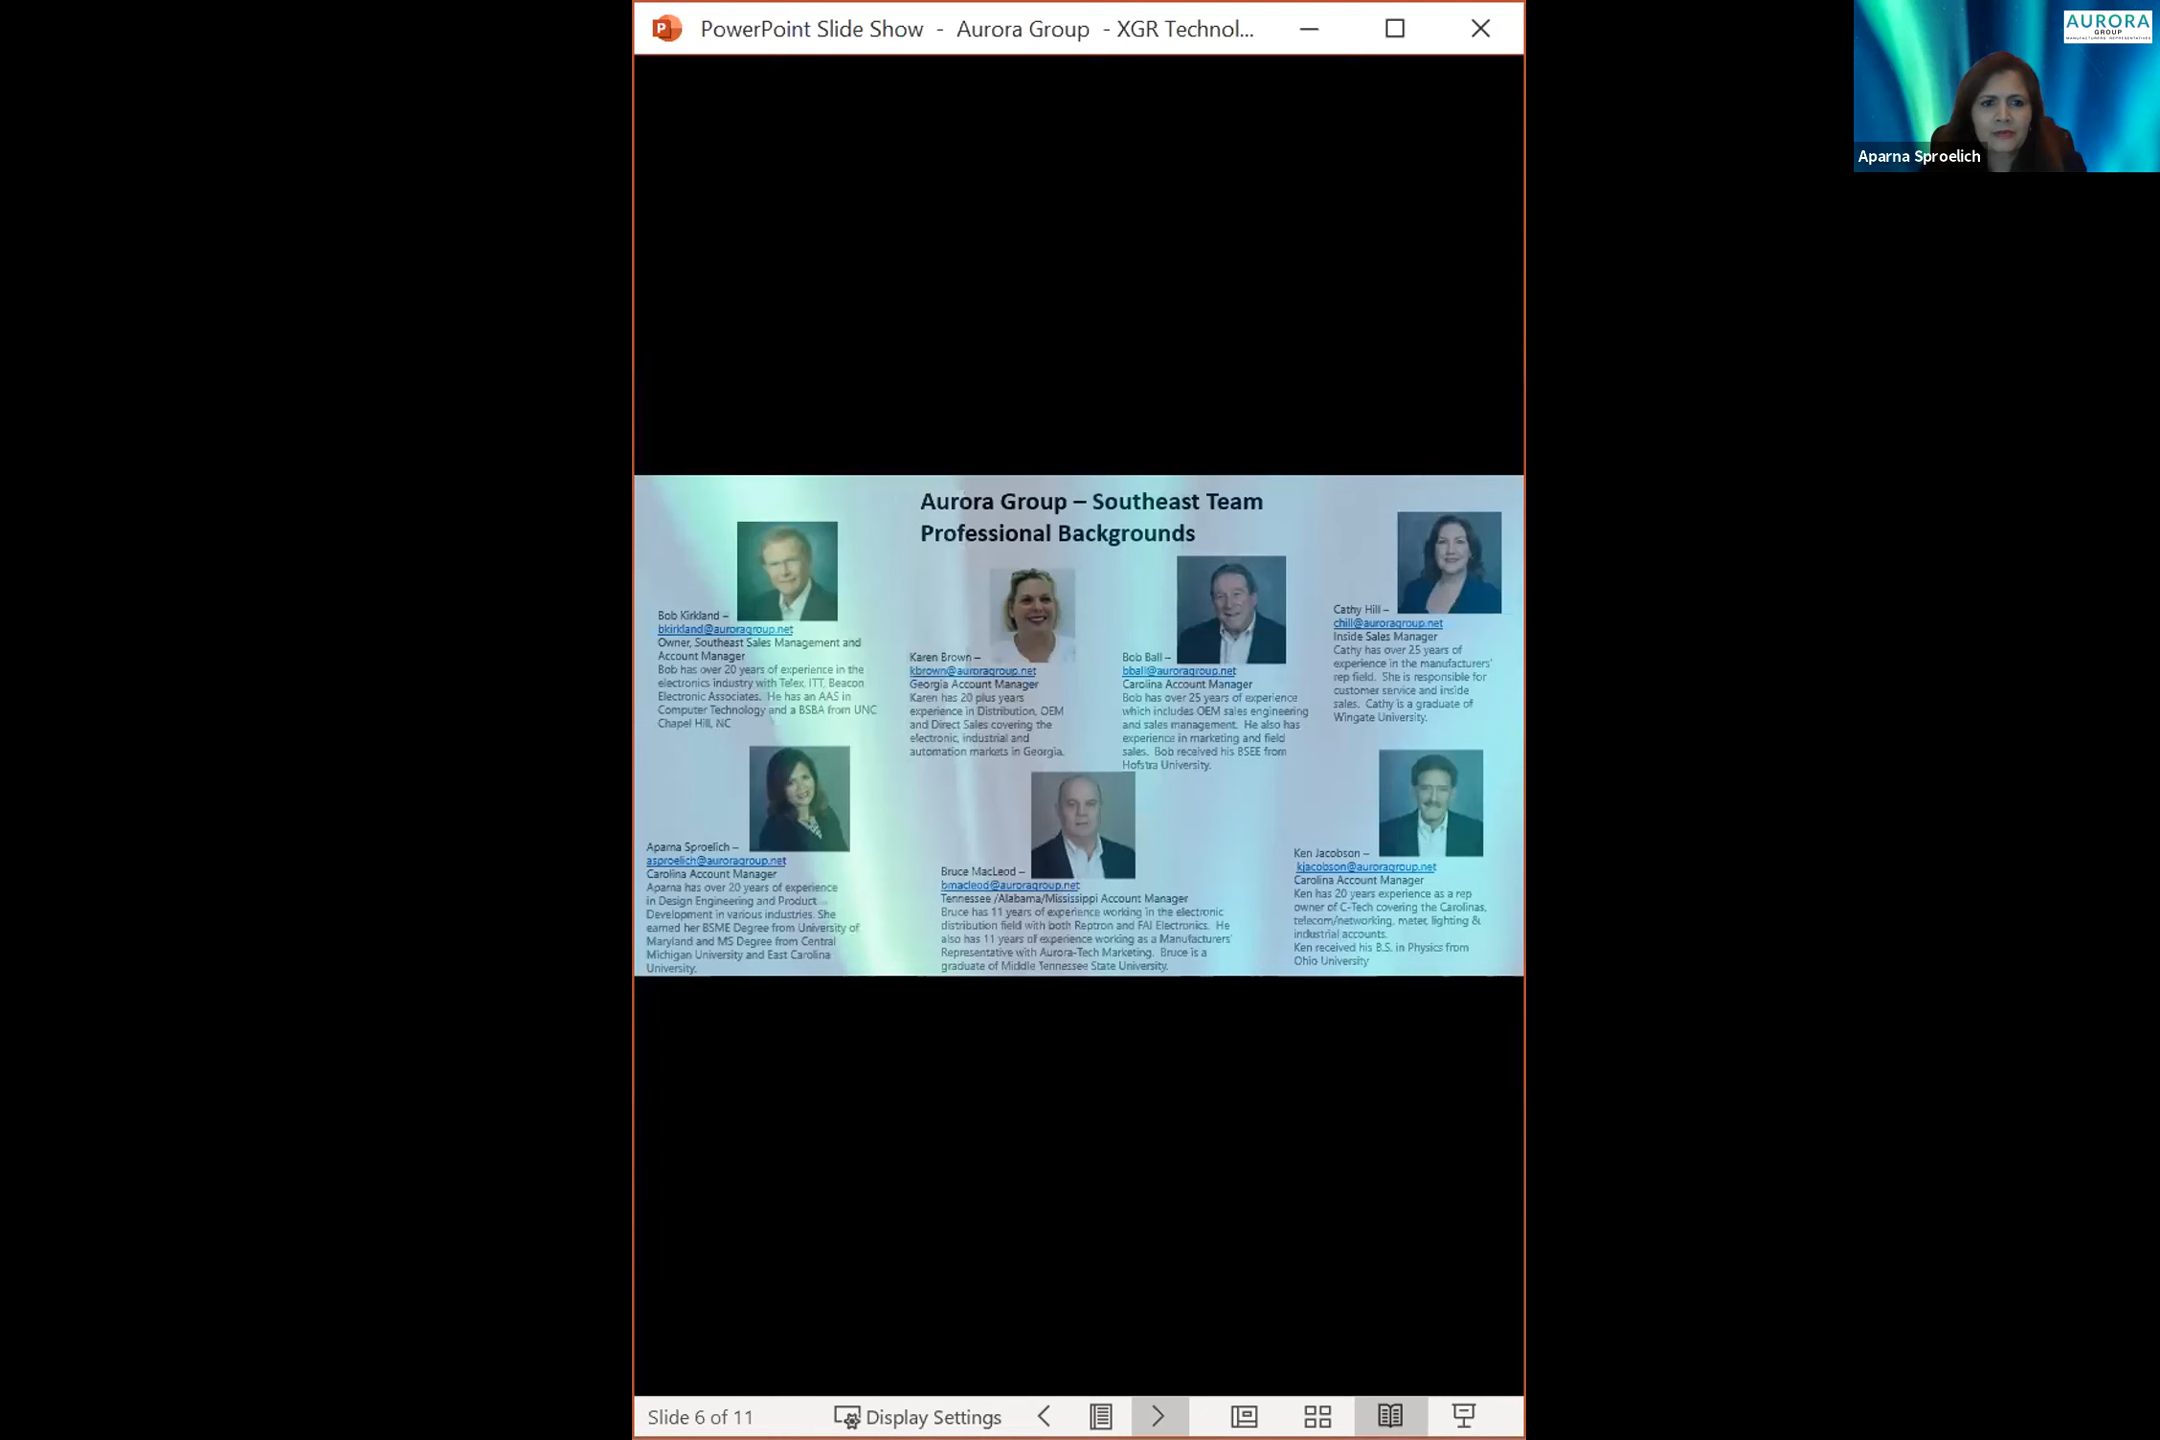 PowerPoint Slide Show - Aurora Group - XGR Technol...
AURORA
GROUP
MANUFACTURERS' REPRESENTATIVES
Aparna Sproelich
Aurora Group – Southeast Team
Professional Backgrounds
Bob Kirkland –
bkirkland@auroragroup.net
Owner, Southeast Sales Management and
Account Manager
Bob has over 20 years of experience in the
electronics industry with Telex, ITT, Beacon
Electronic Associates. He has an AAS in
Computer Technology and a BSBA from UNC
Chapel Hill, NC
Karen Brown –
kbrown@auroragroup.net
Georgia Account Manager
Karen has 20 plus years
experience in Distribution, OEM
and Direct Sales covering the
electronic, industrial and
automation markets in Georgia.
Bob Ball –
bball@auroragroup.net
Carolina Account Manager
Bob has over 25 years of experience
which includes OEM sales engineering
and sales management. He also has
experience in marketing and field
sales. Bob received his BSEE from
Hofstra University.
Cathy Hill –
chill@auroragroup.net
Inside Sales Manager
Cathy has over 25 years of
experience in the manufacturers'
rep field. She is responsible for
customer service and inside
sales. Cathy is a graduate of
Wingate University.
Aparna Sproelich –
asproelich@auroragroup.net
Carolina Account Manager
Aparna has over 20 years of experience
in Design Engineering and Product
Development in various industries. She
earned her BSME Degree from University of
Maryland and MS Degree from Central
Michigan University and East Carolina
University.
Bruce MacLeod –
bmacleod@auroragroup.net
Tennessee /Alabama/Mississippi Account Manager
Bruce has 11 years of experience working in the electronic
distribution field with both Reptron and FAI Electronics. He
also has 11 years of experience working as a Manufacturers'
Representative with Aurora-Tech Marketing. Bruce is a
graduate of Middle Tennessee State University.
Ken Jacobson –
kjacobson@auroragroup.net
Carolina Account Manager
Ken has 20 years experience as a rep
owner of C-Tech covering the Carolinas,
telecom/networking, meter, lighting &
industrial accounts.
Ken received his B.S. in Physics from
Ohio University
Slide 6 of 11
Display Settings